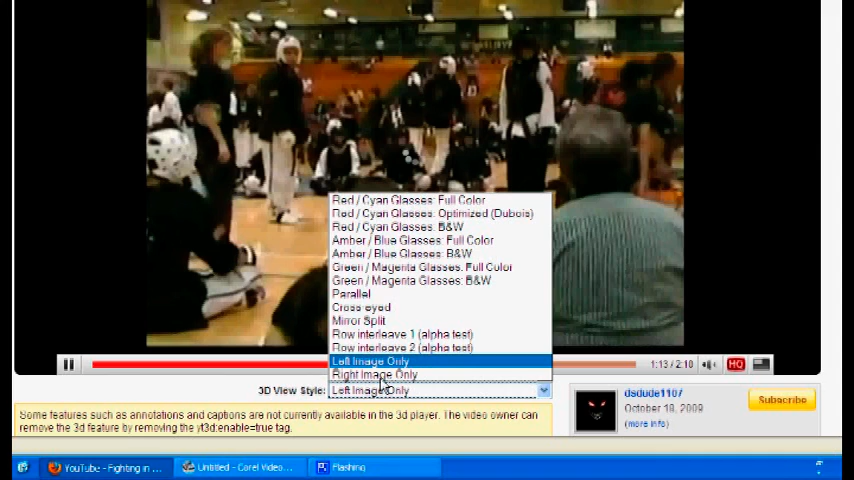 Red / Cyan Glasses: Full Color
Red / Cyan Glasses: Optimized (Dubois)
Red / Cyan Glasses: B&W
Amber / Blue Glasses: Full Color
Amber / Blue Glasses: B&W
Green / Magenta Glasses: Full Color
Green / Magenta Glasses: B&W
Parallel
Cross eyed
Mirror Split
Row interleave 1 (alpha test)
Row interleave 2 (alpha test)
Left Image Only
Right Image Only
1:13 / 2:18 HQ
3D View Style: Left Image Only
dsdude1107
October 18, 2009
(more info)
Subscribe
Some features such as annotations and captions are not currently available in the 3d player. The video owner can
remove the 3d feature by removing the yt3d:enable=true tag.
YouTube - Fighting in ...
Untitled - Corel Video...
Flashing